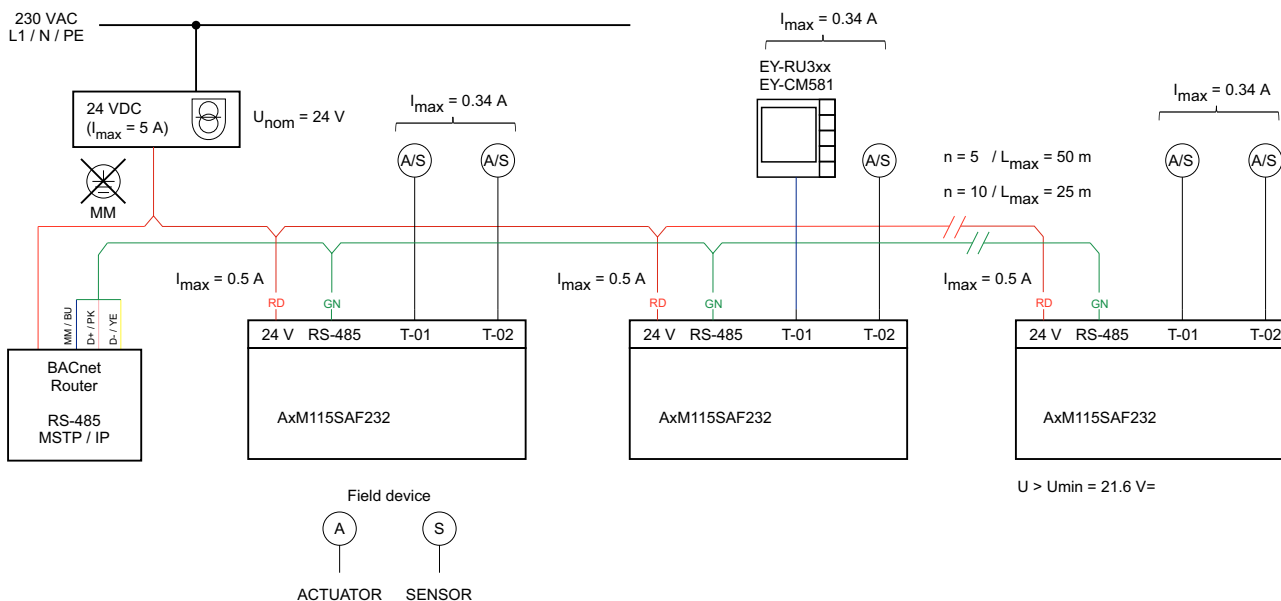 230 VAC
L1 / N / PE
24 VDC
(Imax = 5 A)
Unom = 24 V
MM
Imax = 0.34 A
A/S
A/S
Imax = 0.34 A
EY-RU3xx
EY-CM581
A/S
n = 5 / Lmax = 50 m
n = 10 / Lmax = 25 m
Imax = 0.34 A
A/S
A/S
Imax = 0.5 A
RD
GN
Imax = 0.5 A
RD
GN
Imax = 0.5 A
RD
GN
MM / BU
D+ / PK
D- / YE
BACnet
Router
RS-485
MSTP / IP
24 V RS-485 T-01 T-02
AxM115SAF232
24 V RS-485 T-01 T-02
AxM115SAF232
24 V RS-485 T-01 T-02
AxM115SAF232
U > Umin = 21.6 V=
Field device
A
S
ACTUATOR
SENSOR